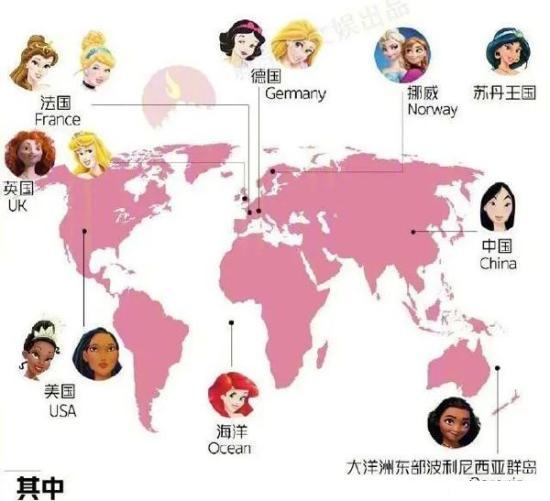 娱出品
法国
France
德国
Germany
挪威
Norway
苏丹王国
英国
UK
中国
China
美国
USA
海洋
Ocean
大洋洲东部波利尼西亚群岛
其中